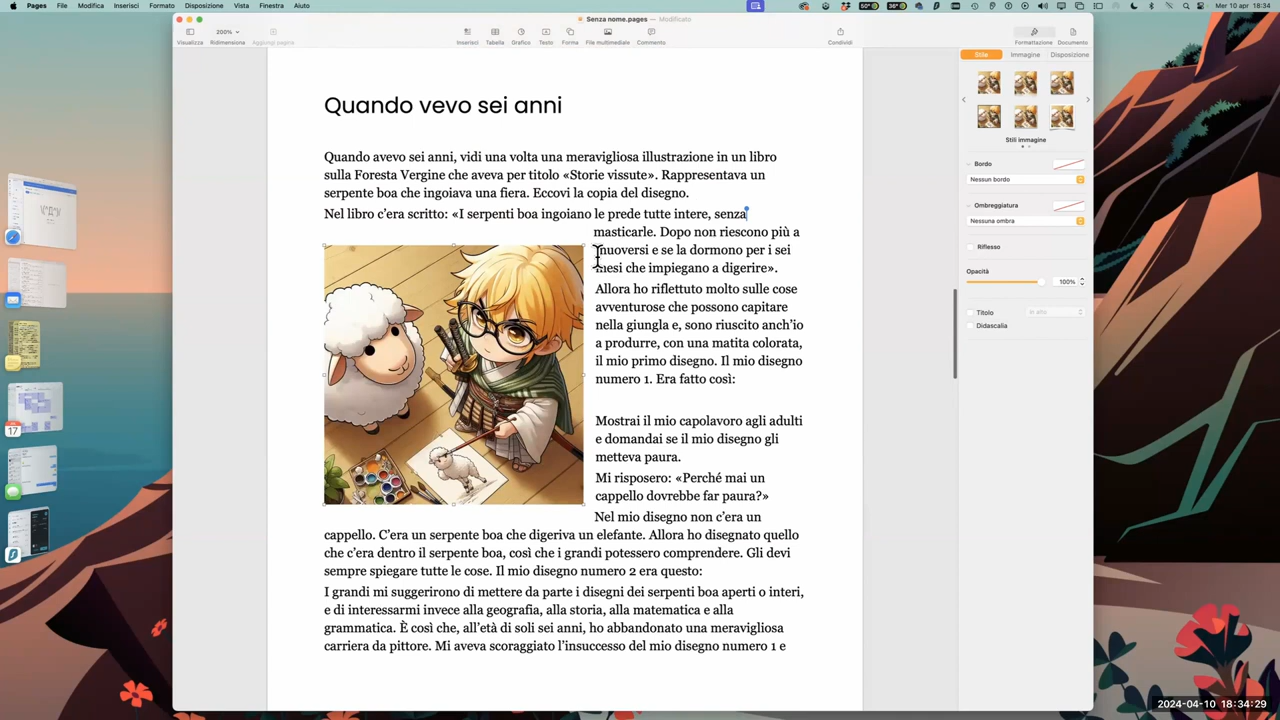 Pages File Modifica Inserisci Formato Disposizione Vista Finestra Aiuto
50° 36° Mer 10 apr 18:34
Senza nome.pages — Modificato
200%
Visualizza Ridimensiona Aggiungi pagina Inserisci Tabella Grafico Testo Forma File multimediale Commento Condividi Formattazione Documento
Stile Immagine Disposizione
Stili immagine
Bordo
Nessun bordo
Ombreggiatura
Nessuna ombra
Riflesso
Opacità
100%
Titolo in alto
Didascalia
Quando vevo sei anni
Quando avevo sei anni, vidi una volta una meravigliosa illustrazione in un libro
sulla Foresta Vergine che aveva per titolo «Storie vissute». Rappresentava un
serpente boa che ingoiava una fiera. Eccovi la copia del disegno.
Nel libro c’era scritto: «I serpenti boa ingoiano le prede tutte intere, senza
masticarle. Dopo non riescono più a
muoversi e se la dormono per i sei
mesi che impiegano a digerire».
Allora ho riflettuto molto sulle cose
avventurose che possono capitare
nella giungla e, sono riuscito anch’io
a produrre, con una matita colorata,
il mio primo disegno. Il mio disegno
numero 1. Era fatto così:
Mostrai il mio capolavoro agli adulti
e domandai se il mio disegno gli
metteva paura.
Mi risposero: «Perché mai un
cappello dovrebbe far paura?»
Nel mio disegno non c’era un
cappello. C’era un serpente boa che digeriva un elefante. Allora ho disegnato quello
che c’era dentro il serpente boa, così che i grandi potessero comprendere. Gli devi
sempre spiegare tutte le cose. Il mio disegno numero 2 era questo:
I grandi mi suggerirono di mettere da parte i disegni dei serpenti boa aperti o interi,
e di interessarmi invece alla geografia, alla storia, alla matematica e alla
grammatica. È così che, all’età di soli sei anni, ho abbandonato una meravigliosa
carriera da pittore. Mi aveva scoraggiato l’insuccesso del mio disegno numero 1 e
17
2024-04-10 18:34:29